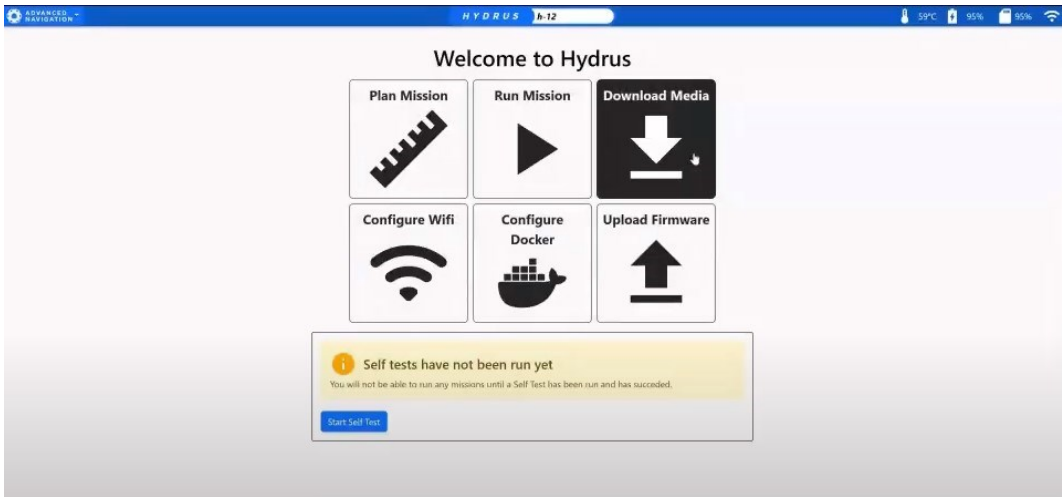 ADVANCED
NAVIGATION
HYDRUS h-12
59°C 95% 95%
Welcome to Hydrus
Plan Mission
Run Mission
Download Media
Configure Wifi
Configure
Docker
Upload Firmware
Self tests have not been run yet
You will not be able to run any missions until a Self Test has been run and has succeded.
Start Self Test